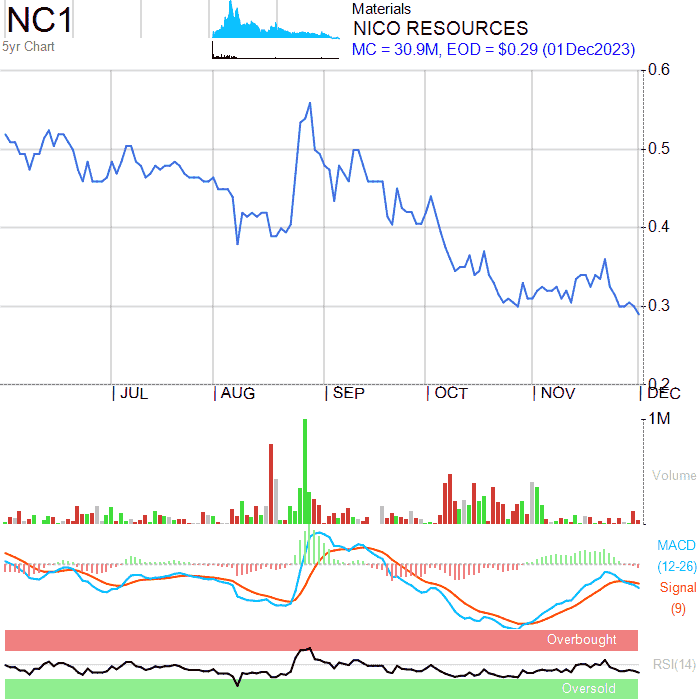 NC1
5yr Chart
Materials
NICO RESOURCES
MC = 30.9M, EOD = $0.29 (01Dec2023)
0.6
0.5
0.4
0.3
0.2
JUL AUG SEP OCT NOV DEC
1M
Volume
MACD
(12-26)
Signal
(9)
Overbought
RSI(14)
Oversold